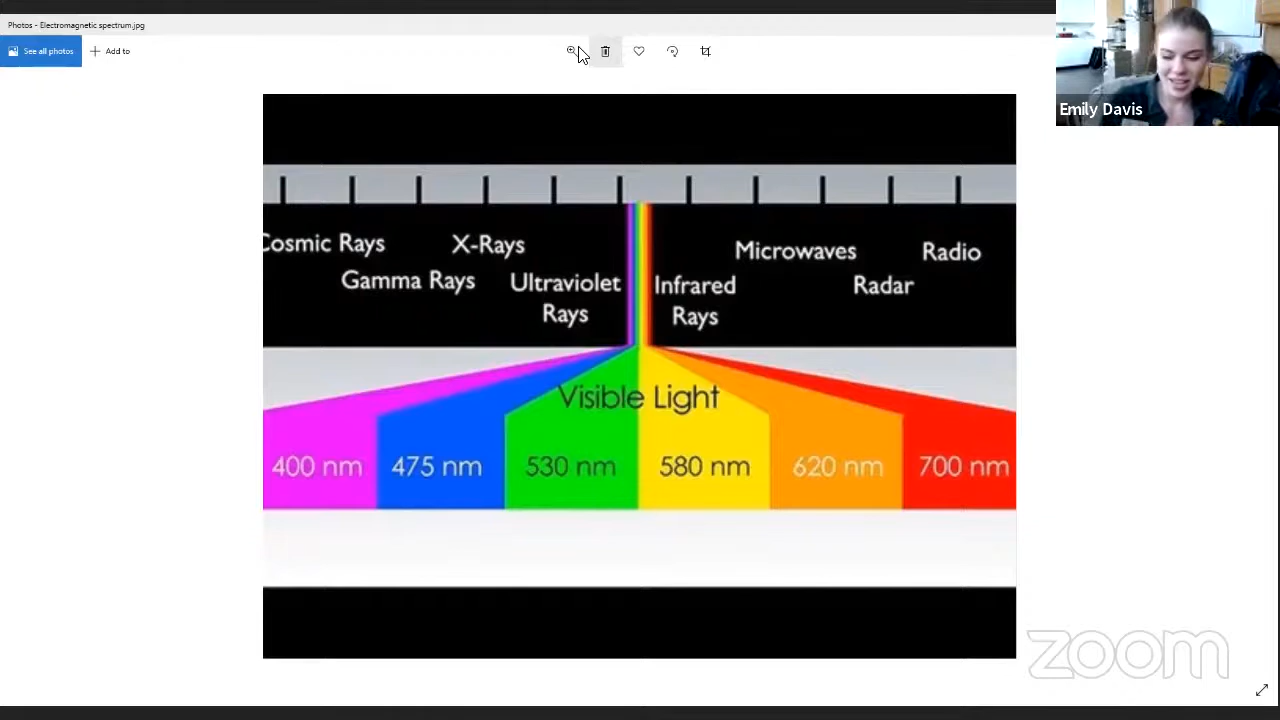 Photos - Electromagnetic spectrum.jpg
See all photos
Add to
Emily Davis
Cosmic Rays
X-Rays
Microwaves
Radio
Gamma Rays
Ultraviolet
Rays
Infrared
Rays
Radar
Visible Light
400 nm
475 nm
530 nm
580 nm
620 nm
700 nm
zoom